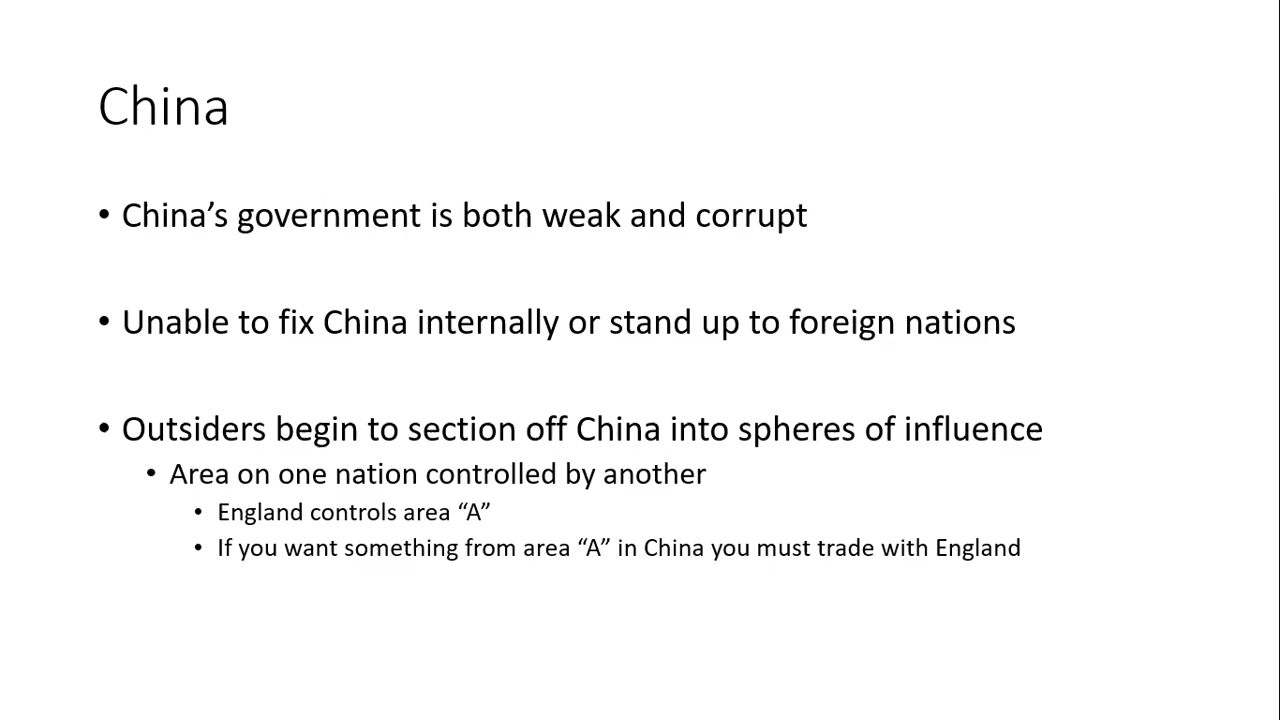 China
• China’s government is both weak and corrupt
• Unable to fix China internally or stand up to foreign nations
• Outsiders begin to section off China into spheres of influence
• Area on one nation controlled by another
• England controls area “A”
• If you want something from area “A” in China you must trade with England